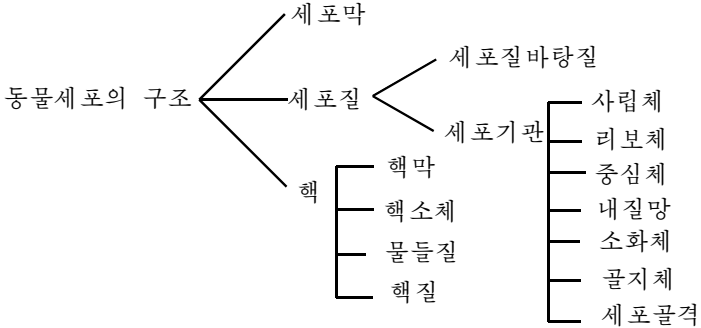 세포막
세포질바탕질
동물세포의 구조
세포질
사립체
세포기관
리보체
핵막
중심체
핵
핵소체
내질망
물들질
소화체
핵질
골지체
세포골격